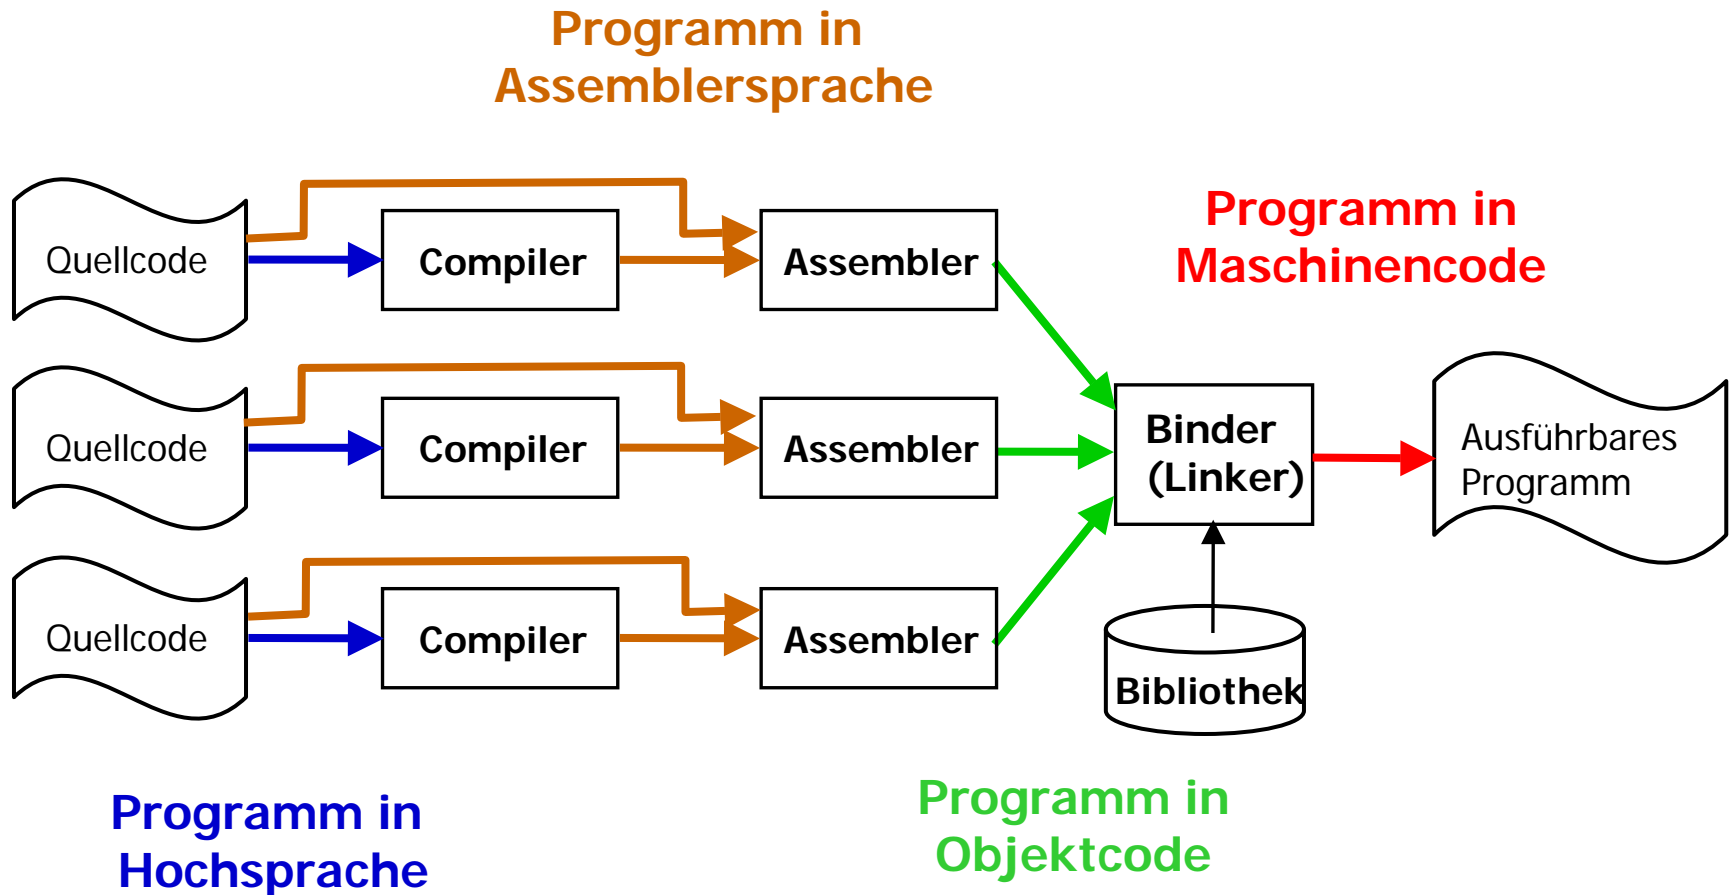 Programm in
Assemblersprache
Programm in
Maschinencode
Quellcode
Compiler
Assembler
Quellcode
Compiler
Assembler
Binder
(Linker)
Ausführbares
Programm
Quellcode
Compiler
Assembler
Bibliothek
Programm in
Hochsprache
Programm in
Objektcode